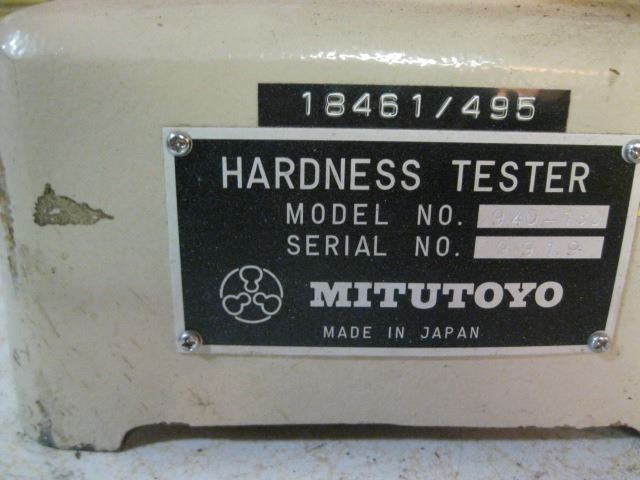 18461/495
HARDNESS TESTER
MODEL NO.
SERIAL NO.
MITUTOYO
MADE IN JAPAN